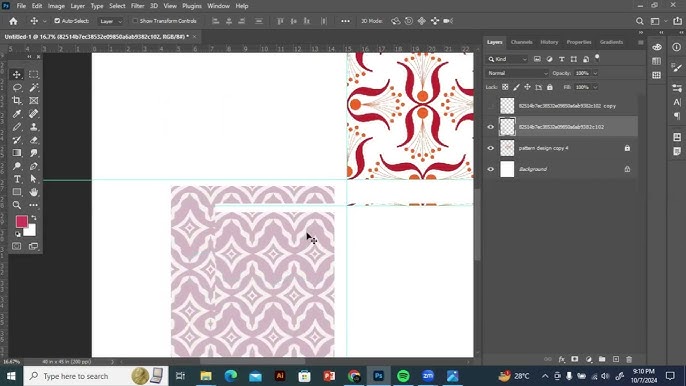 File Edit Image Layer Type Select Filter 3D View Plugins Window Help
Auto-Select: Layer Show Transform Controls 3D Mode:
Untitled-1 @ 16.7% (82514b7ec38532e09850a6ab9382c102, RGB/8#) *
Layers Channels History Properties Adjustments
Kind
Normal Opacity: 100%
Lock: Fill: 100%
82514b7ec38532e09850a6ab9382c102 copy
82514b7ec38532e09850a6ab9382c102
pattern design copy 4
Background
16.67% 40 in x 45 in (200 ppi)
Type here to search
28°C
9:10 PM
10/7/2024